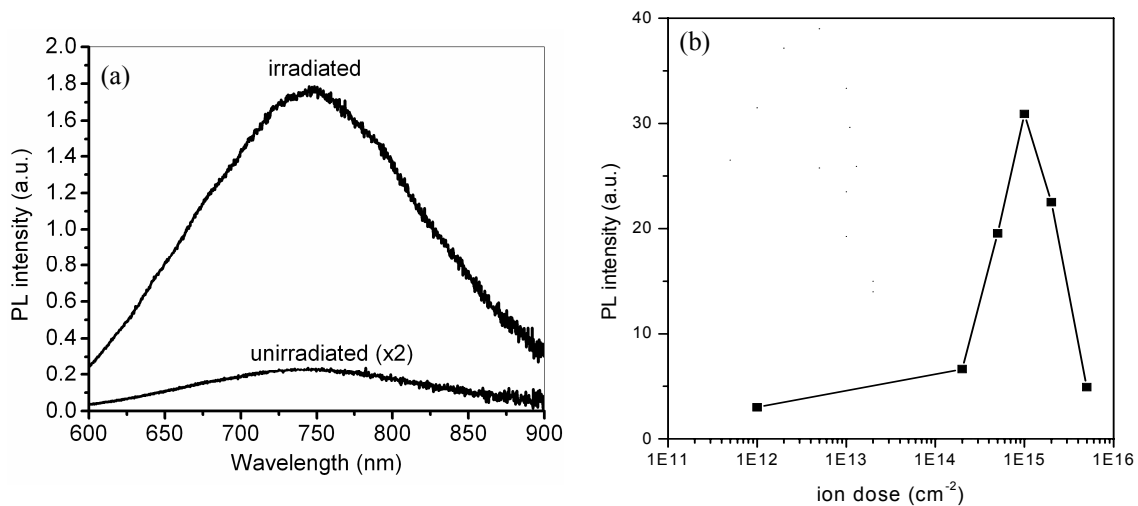 (a)
irradiated
unirradiated (x2)
PL intensity (a.u.)
2.0
1.8
1.6
1.4
1.2
1.0
0.8
0.6
0.4
0.2
0.0
600 650 700 750 800 850 900
Wavelength (nm)
(b)
PL intensity (a.u.)
40
30
20
10
0
1E11 1E12 1E13 1E14 1E15 1E16
ion dose (cm⁻²)